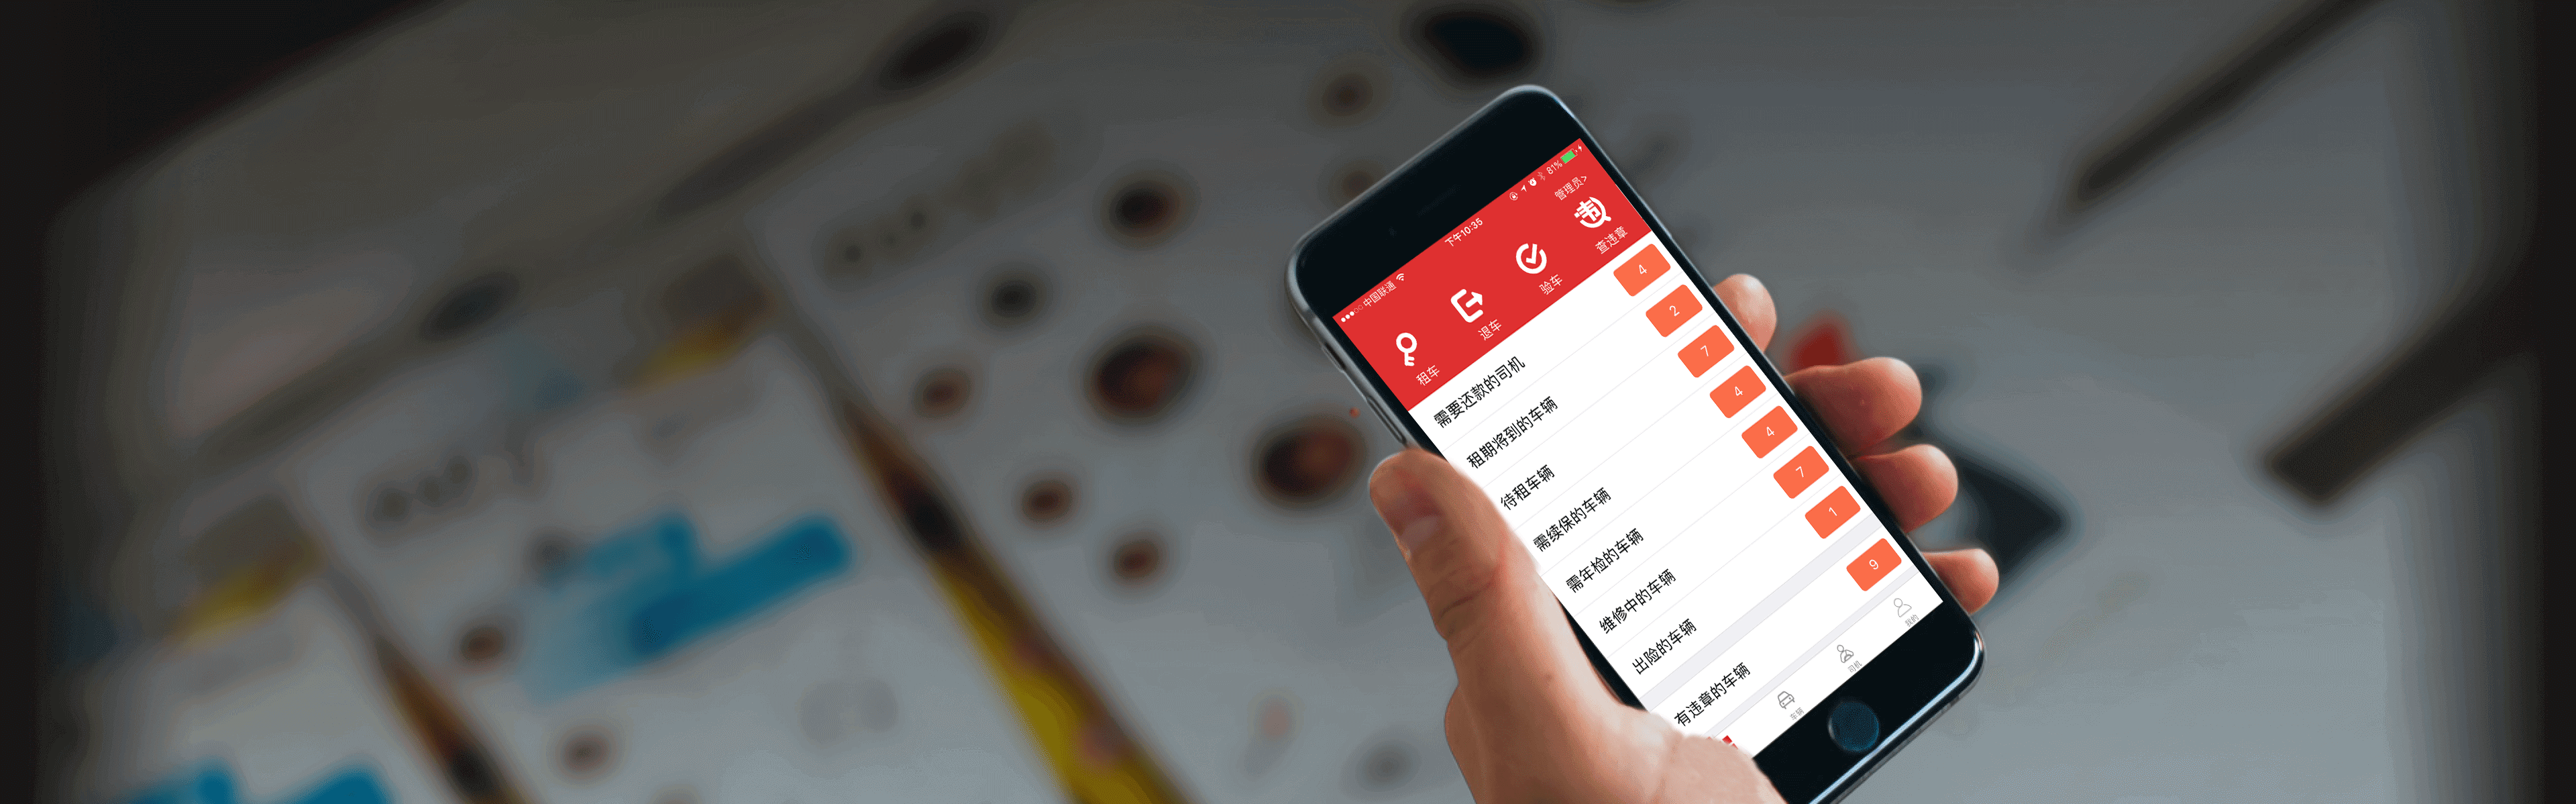 中国联通
下午10:35
81%
管理员>
租车
退车
验车
查违章
需要还款的司机 4
租期将到的车辆 2
待租车辆 7
需续保的车辆 4
需年检的车辆 4
维修中的车辆 7
出险的车辆 1
有违章的车辆 9
车辆
司机
我的